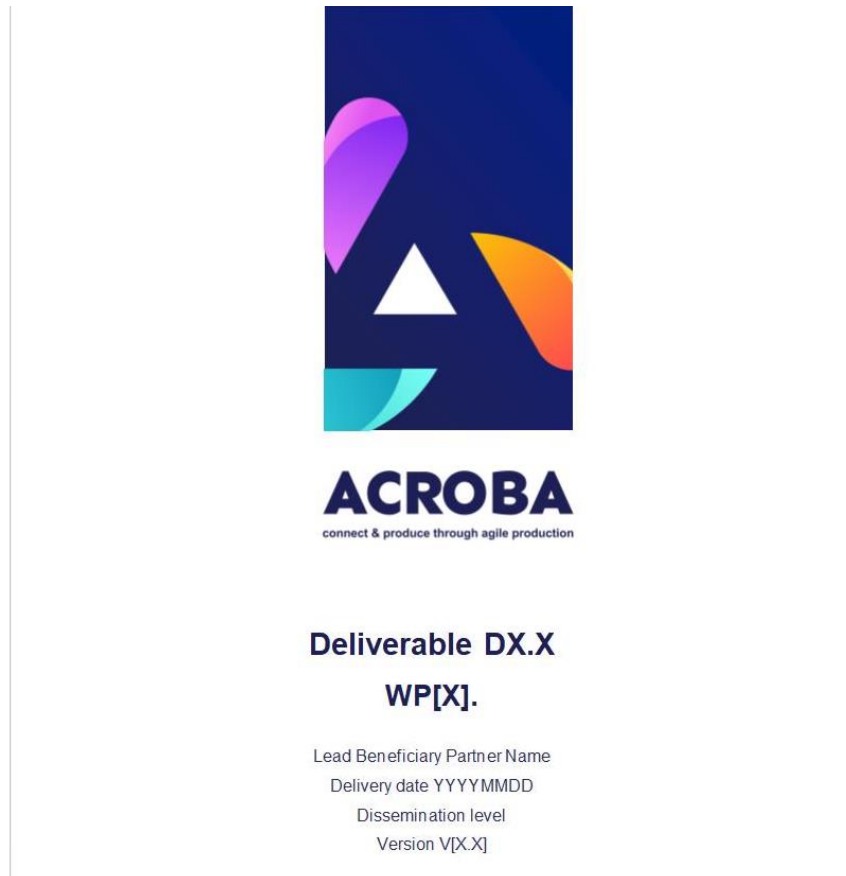 ACROBA
connect & produce through agile production
Deliverable DX.X
WP[X].
Lead Beneficiary Partner Name
Delivery date YYYYMMDD
Dissemination level
Version V[X.X]